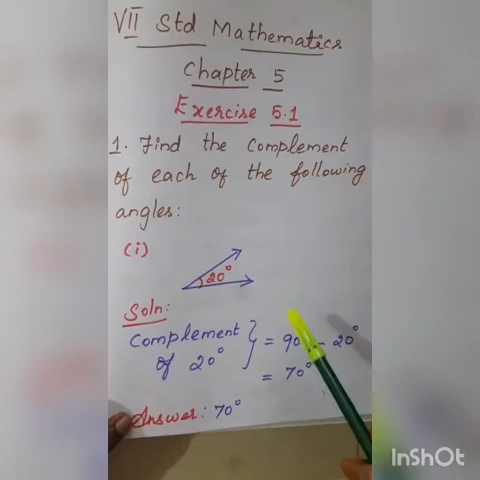 VII Std Mathematics
Chapter 5
Exercise 5.1
1. Find the complement
of each of the following
angles:
(i)
20°
Soln:
Complement
of 20° } = 90° - 20°
= 70°
Answer: 70°
InShOt